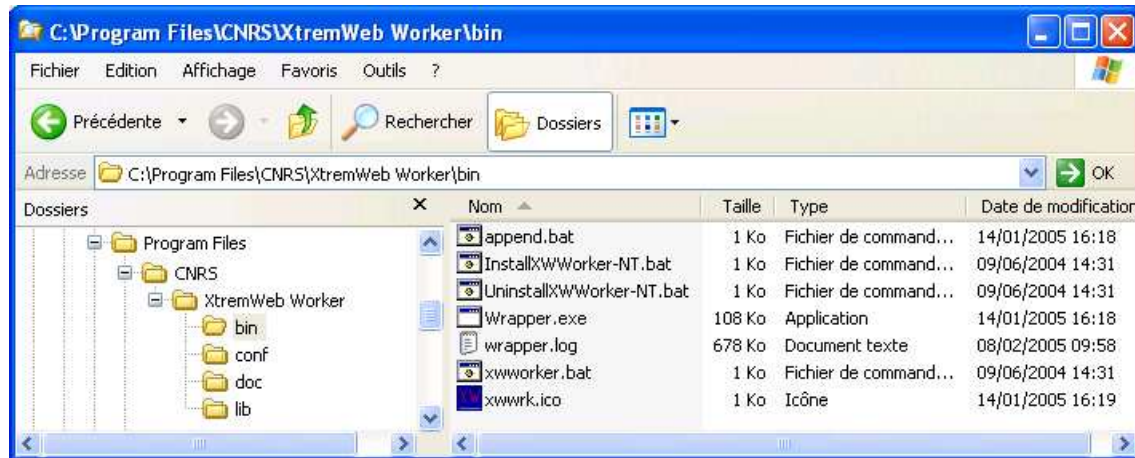 C:\Program Files\CNRS\XtremWeb Worker\bin
Fichier Edition Affichage Favoris Outils ?
Précédente Rechercher Dossiers
Adresse C:\Program Files\CNRS\XtremWeb Worker\bin OK
Dossiers x Nom Taille Type Date de modification
Program Files
CNRS
XtremWeb Worker
bin
conf
doc
lib
append.bat 1 Ko Fichier de command... 14/01/2005 16:18
InstallXWWorker-NT.bat 1 Ko Fichier de command... 09/06/2004 14:31
UninstallXWWorker-NT.bat 1 Ko Fichier de command... 09/06/2004 14:31
Wrapper.exe 108 Ko Application 14/01/2005 16:18
wrapper.log 678 Ko Document texte 08/02/2005 09:58
xwworker.bat 1 Ko Fichier de command... 09/06/2004 14:31
xwwrk.ico 1 Ko Icône 14/01/2005 16:19